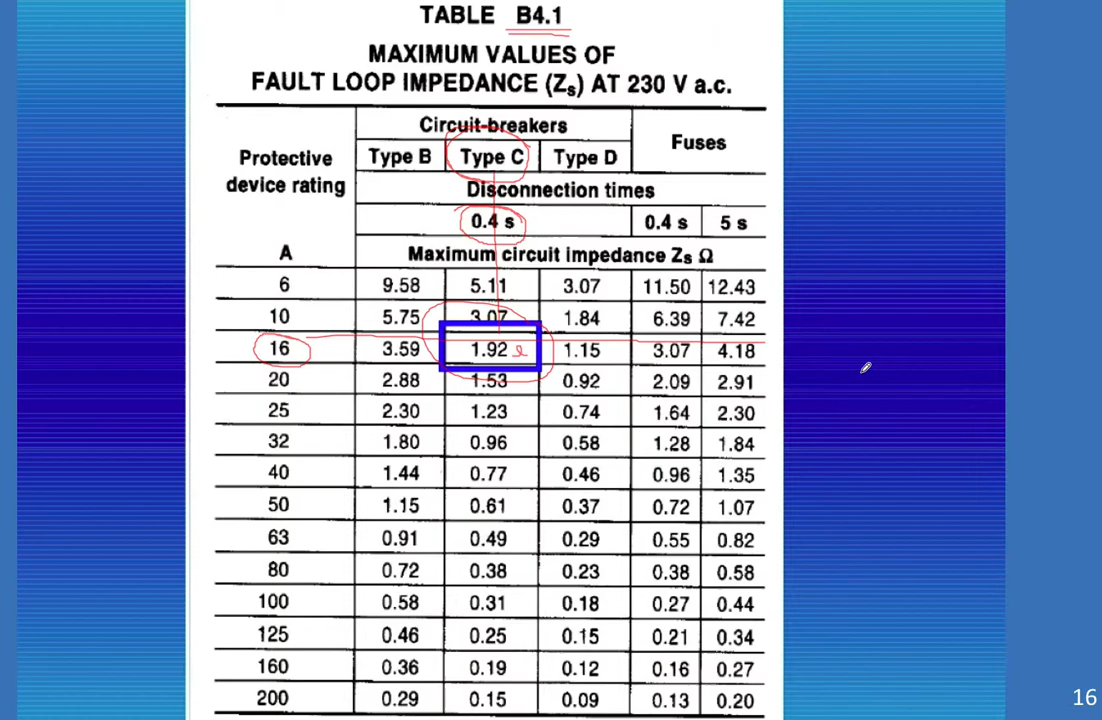 TABLE B4.1
MAXIMUM VALUES OF
FAULT LOOP IMPEDANCE (Zs) AT 230 V a.c.
Protective device rating Circuit-breakers Fuses
Type B Type C Type D
Disconnection times
0.4 s 0.4 s 5 s
A Maximum circuit impedance Zs Ω
6 9.58 5.11 3.07 11.50 12.43
10 5.75 3.07 1.84 6.39 7.42
16 3.59 1.92 Ω 1.15 3.07 4.18
20 2.88 1.53 0.92 2.09 2.91
25 2.30 1.23 0.74 1.64 2.30
32 1.80 0.96 0.58 1.28 1.84
40 1.44 0.77 0.46 0.96 1.35
50 1.15 0.61 0.37 0.72 1.07
63 0.91 0.49 0.29 0.55 0.82
80 0.72 0.38 0.23 0.38 0.58
100 0.58 0.31 0.18 0.27 0.44
125 0.46 0.25 0.15 0.21 0.34
160 0.36 0.19 0.12 0.16 0.27
200 0.29 0.15 0.09 0.13 0.20
16